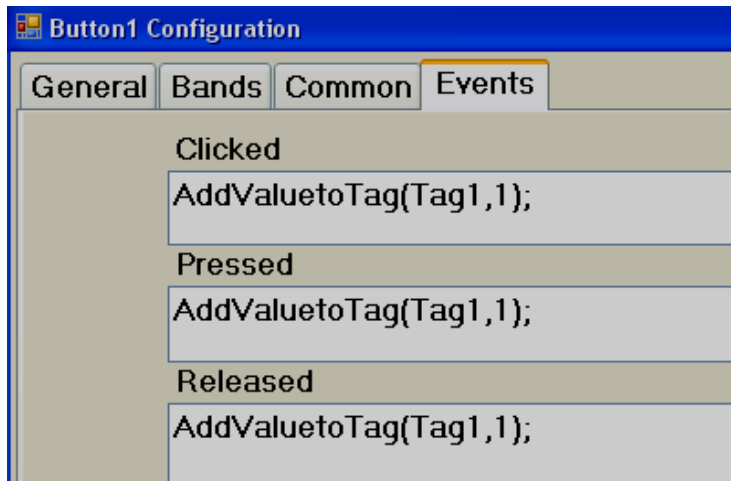 Button1 Configuration
General Bands Common Events
Clicked
AddValuetoTag(Tag1,1);
Pressed
AddValuetoTag(Tag1,1);
Released
AddValuetoTag(Tag1,1);